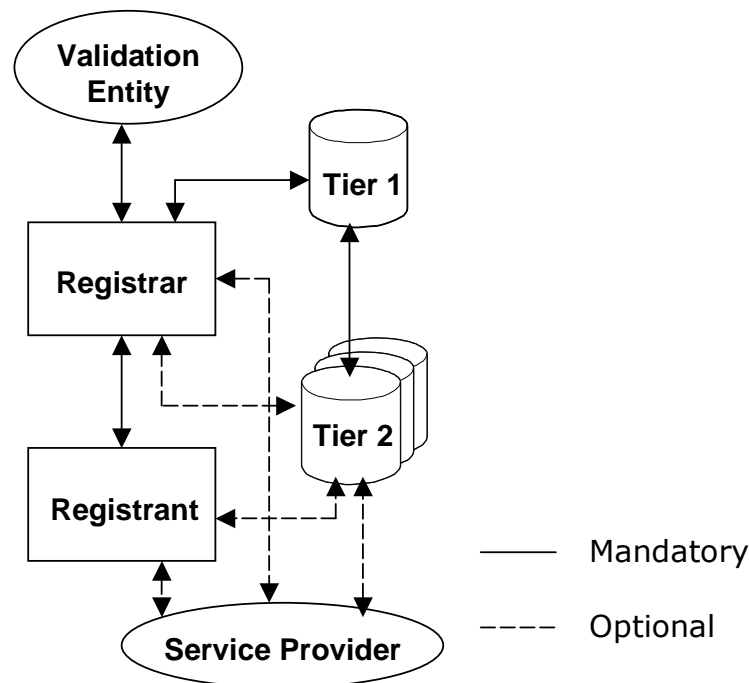 Validation
Entity
Tier 1
Registrar
Tier 2
Registrant
Mandatory
Optional
Service Provider